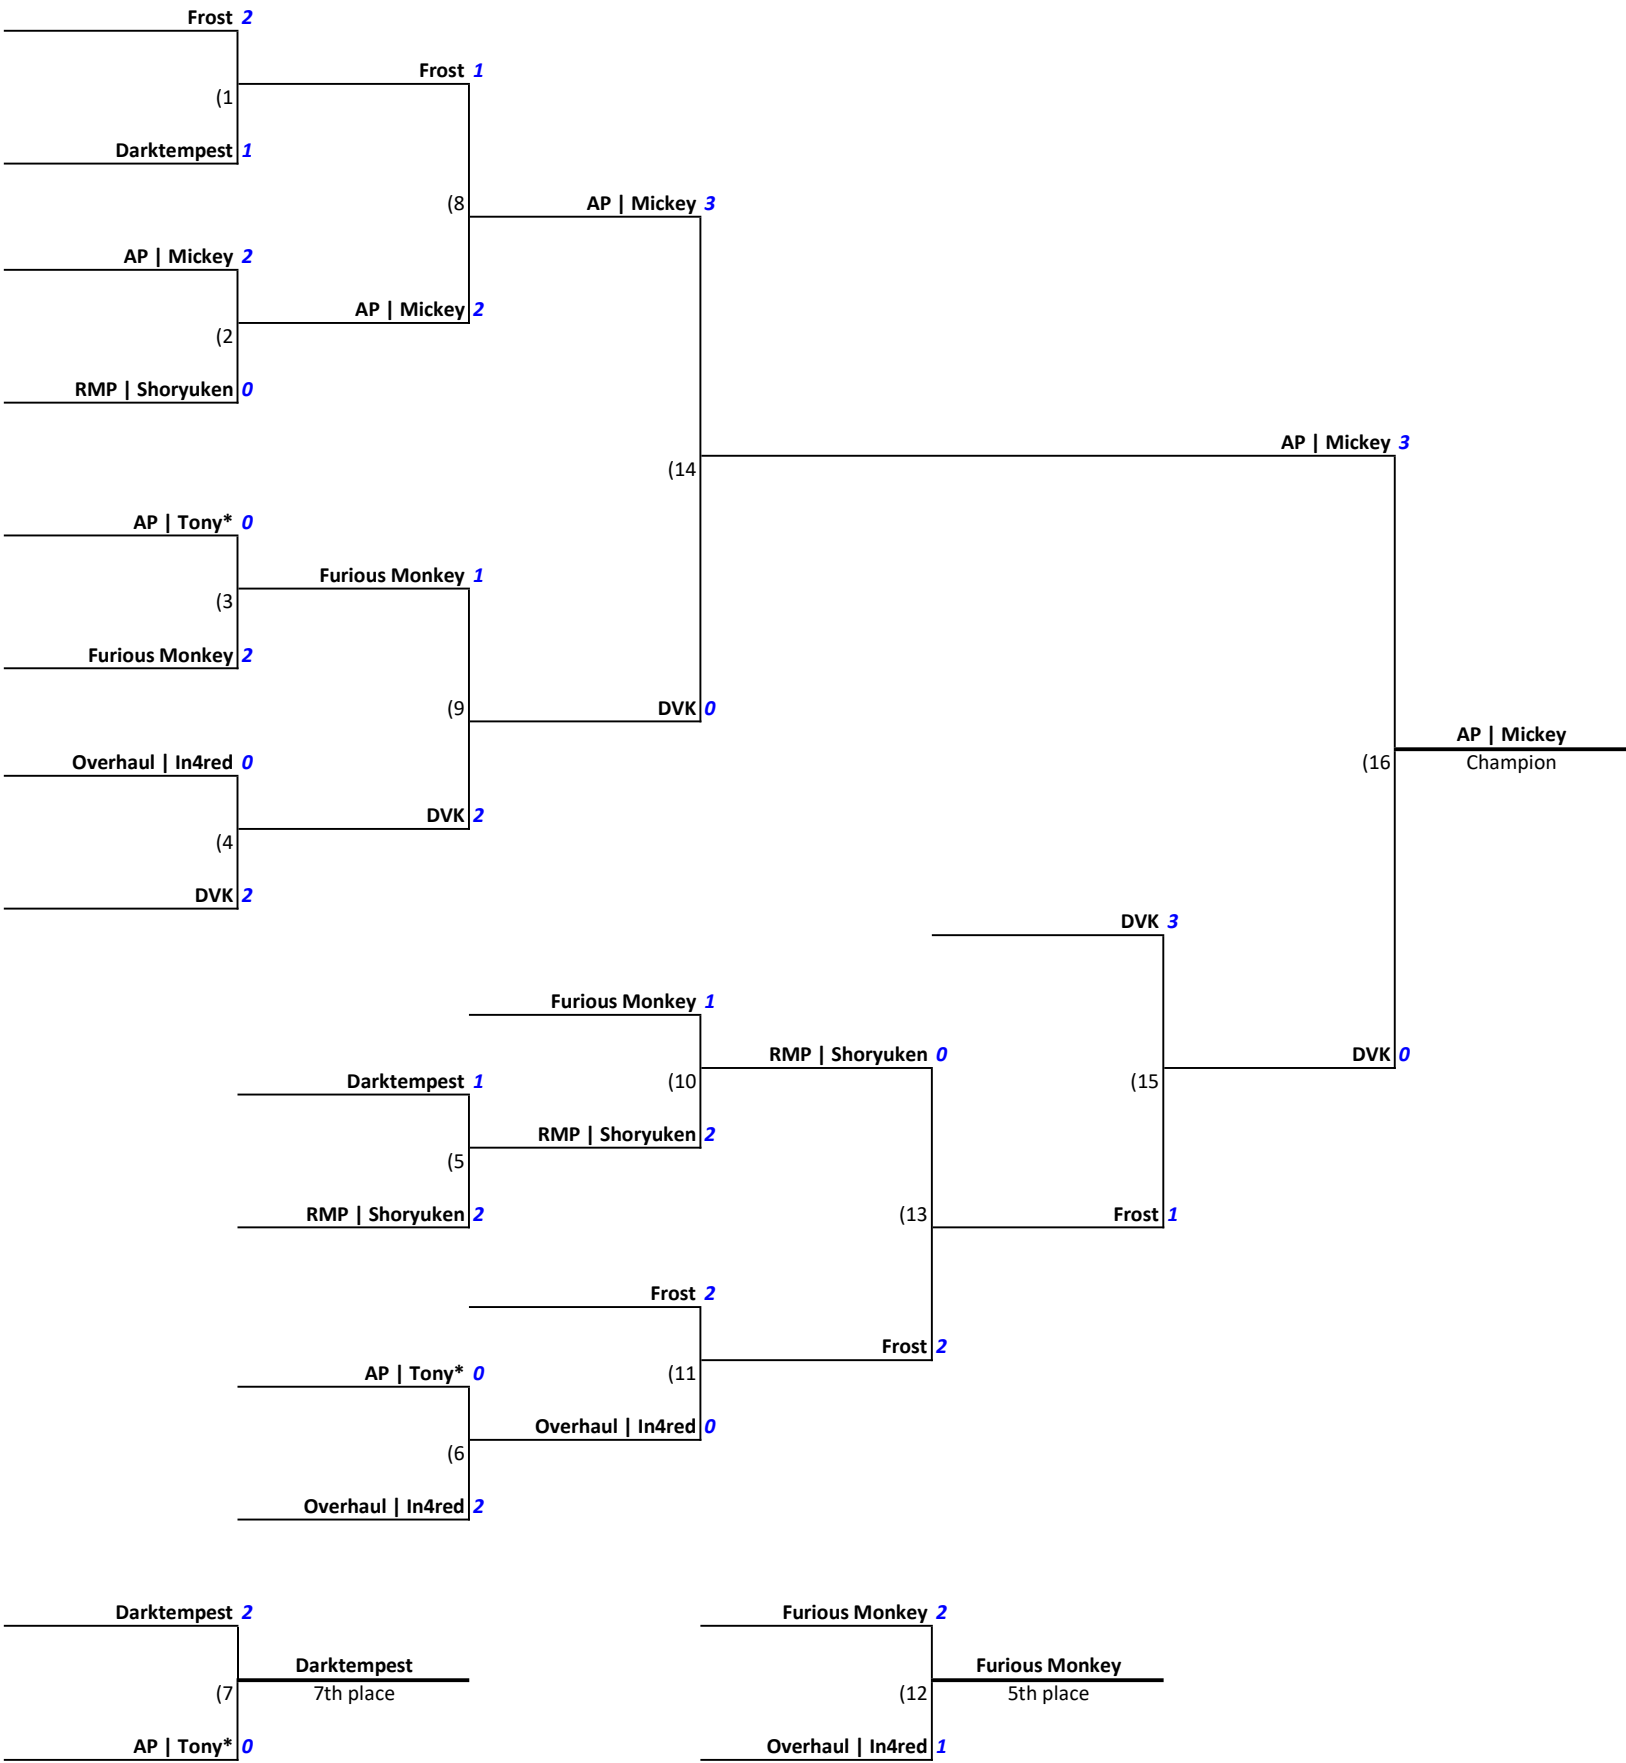 Frost 2
Frost 1
(1
Darktempest 1
(8
AP | Mickey 3
AP | Mickey 2
AP | Mickey 2
(2
RMP | Shoryuken 0
AP | Mickey 3
(14
AP | Tony* 0
Furious Monkey 1
(3
Furious Monkey 2
(9
DVK 0
AP | Mickey
Overhaul | In4red 0
(16
Champion
DVK 2
(4
DVK 2
DVK 3
Furious Monkey 1
RMP | Shoryuken 0
DVK 0
Darktempest 1
(10
(15
RMP | Shoryuken 2
(5
RMP | Shoryuken 2
(13
Frost 1
Frost 2
Frost 2
AP | Tony* 0
(11
Overhaul | In4red 0
(6
Overhaul | In4red 2
Darktempest 2
Furious Monkey 2
Darktempest
Furious Monkey
(7
7th place
(12
5th place
AP | Tony* 0
Overhaul | In4red 1